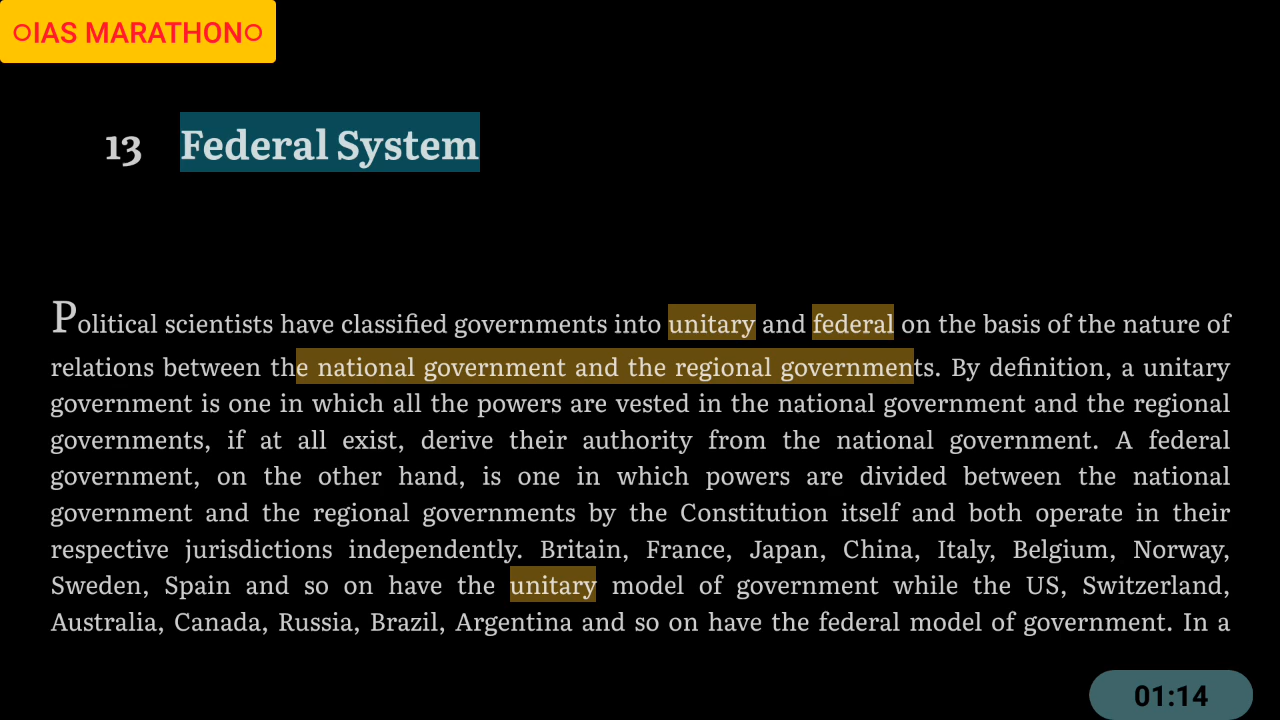 ○IAS MARATHON○
13 Federal System
Political scientists have classified governments into unitary and federal on the basis of the nature of
relations between the national government and the regional governments. By definition, a unitary
government is one in which all the powers are vested in the national government and the regional
governments, if at all exist, derive their authority from the national government. A federal
government, on the other hand, is one in which powers are divided between the national
government and the regional governments by the Constitution itself and both operate in their
respective jurisdictions independently. Britain, France, Japan, China, Italy, Belgium, Norway,
Sweden, Spain and so on have the unitary model of government while the US, Switzerland,
Australia, Canada, Russia, Brazil, Argentina and so on have the federal model of government. In a
01:14